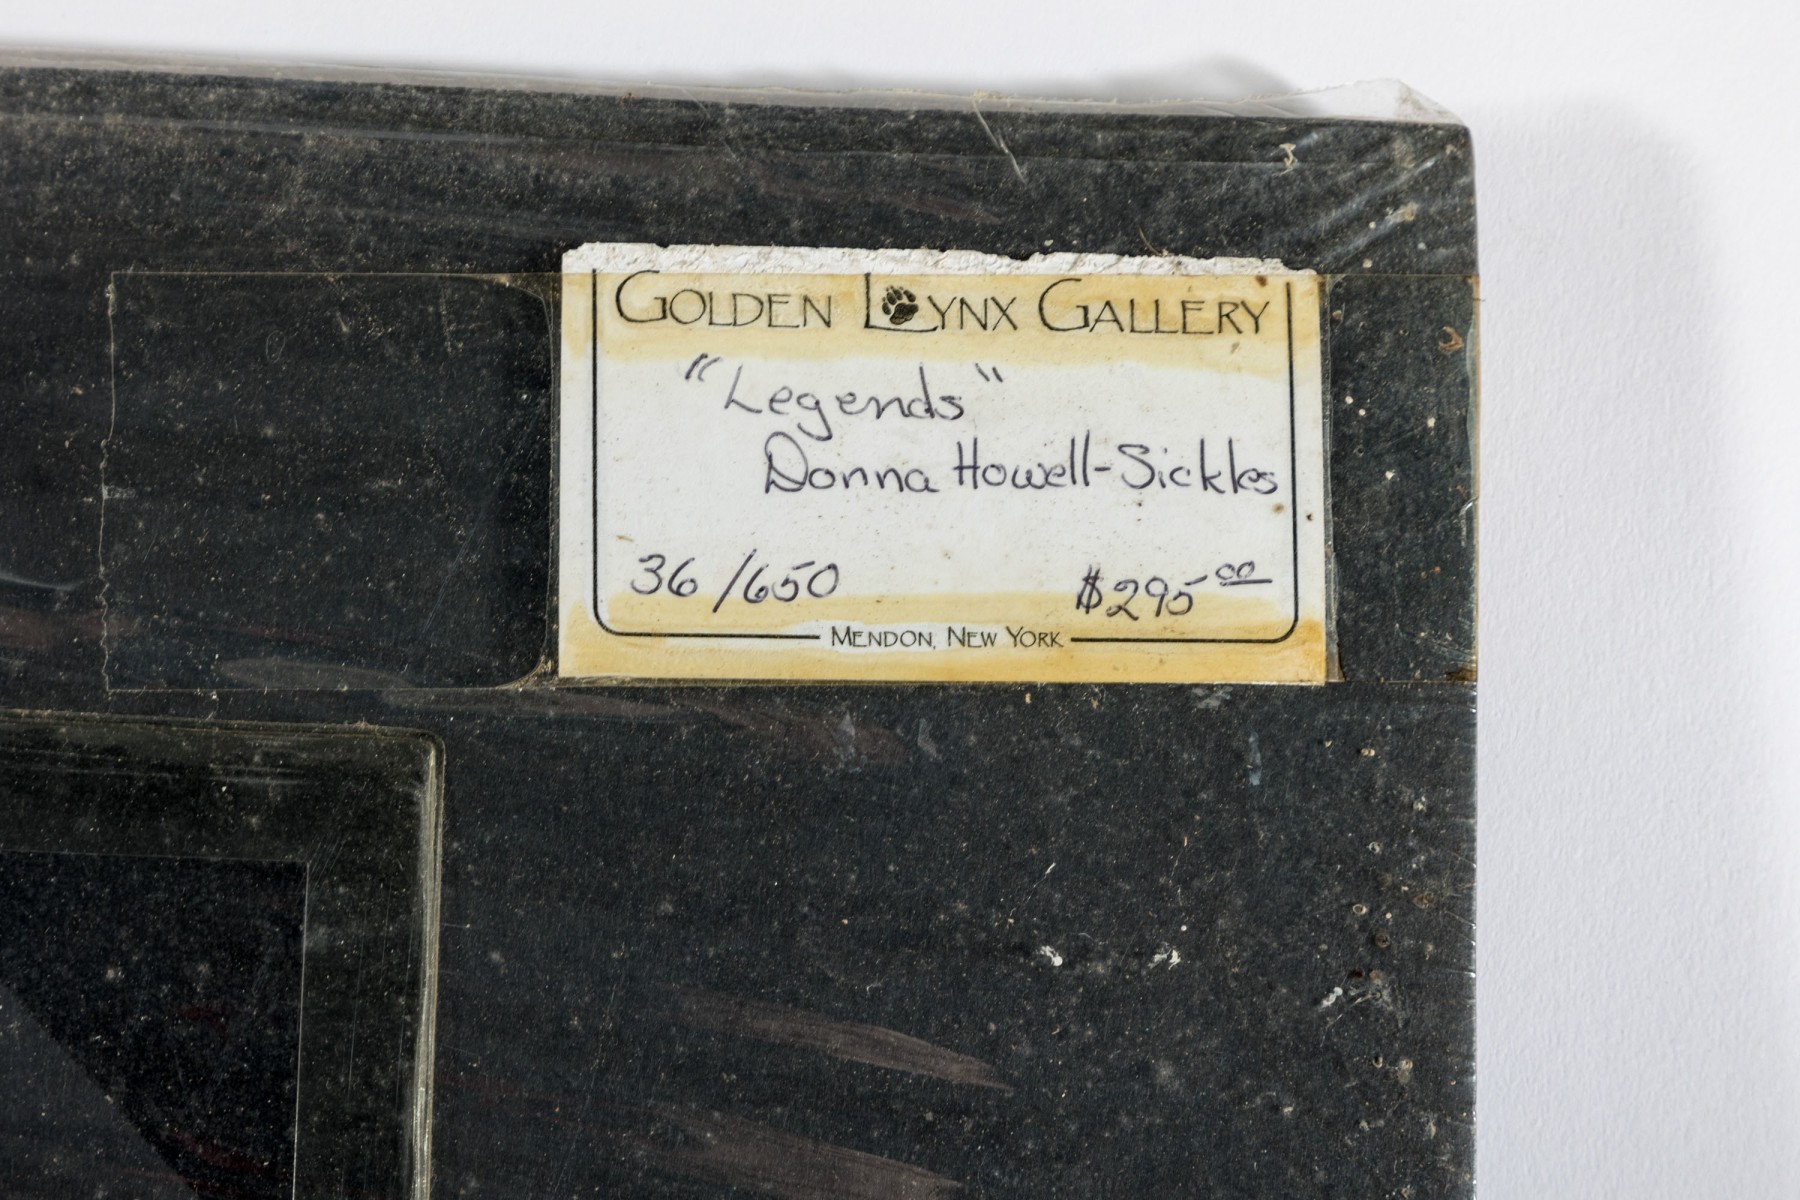 GOLDEN LYNX GALLERY
"Legends"
Donna Howell-Sickles
36/650 $295.00
MENDON, NEW YORK